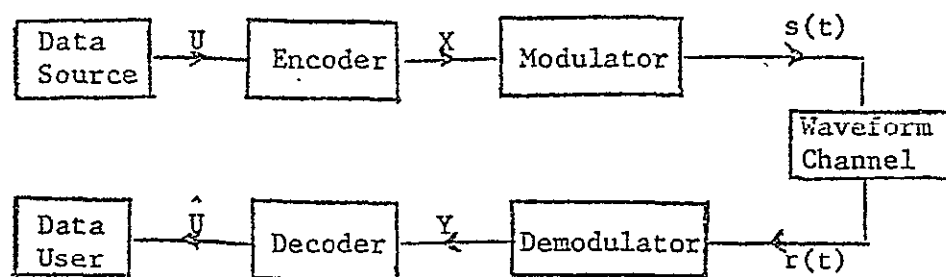 Data Source
U
Encoder
X
Modulator
s(t)
Waveform Channel
r(t)
Demodulator
Y
Decoder
Û
Data User